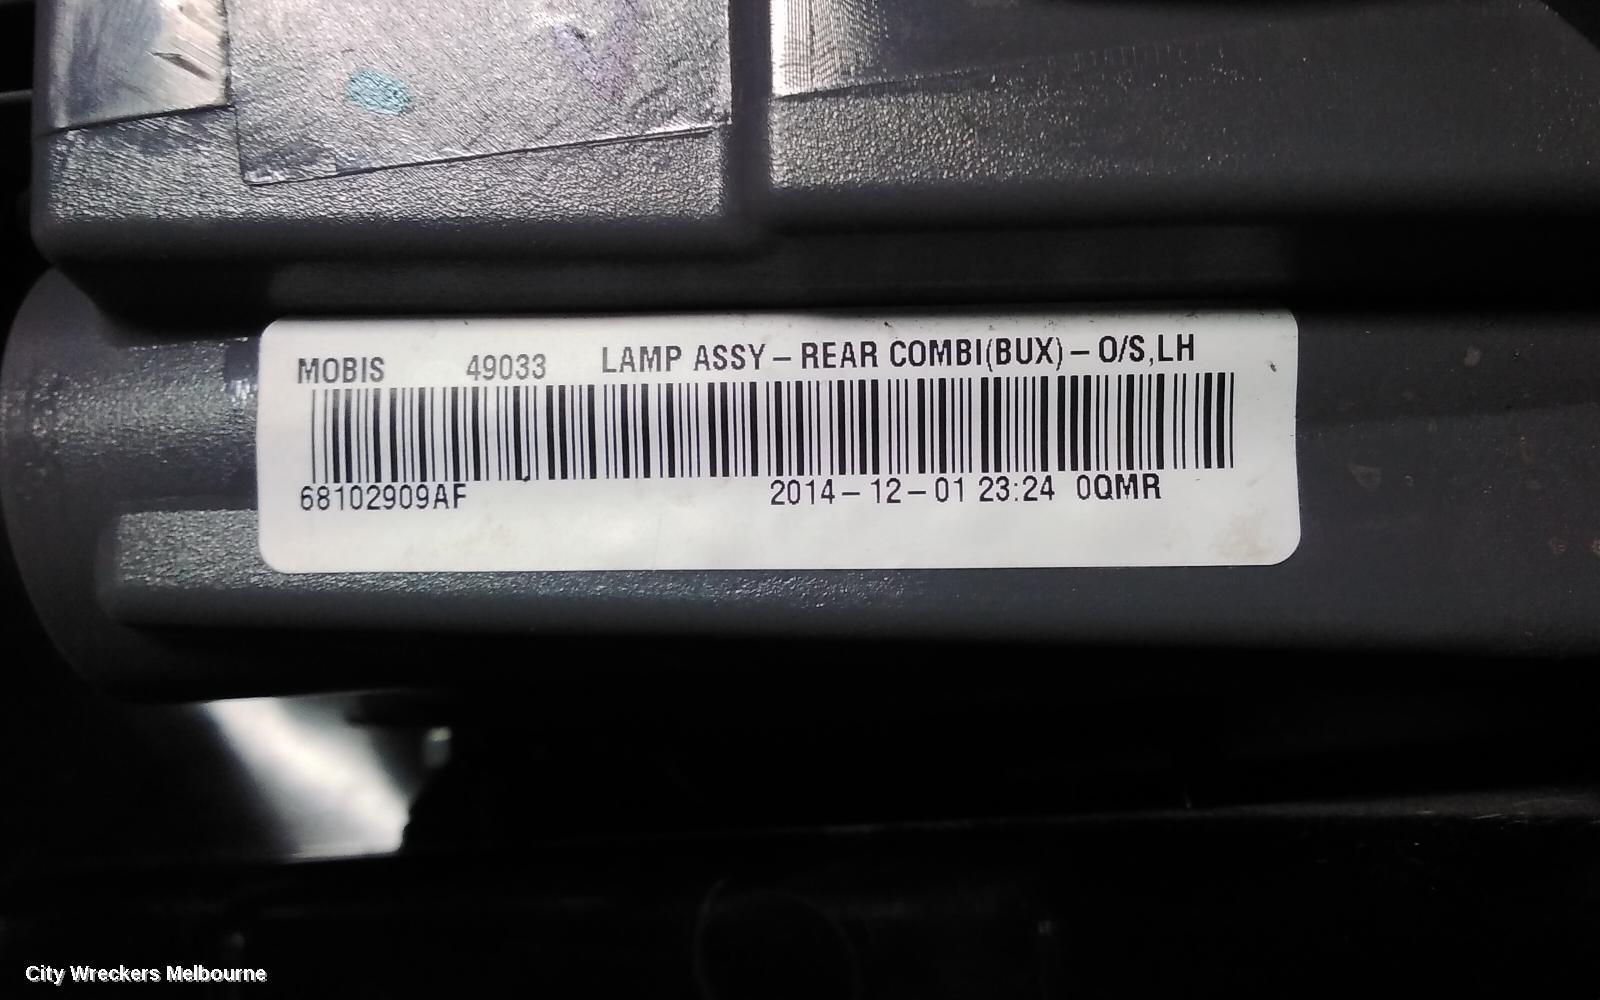 MOBIS 49033 LAMP ASSY – REAR COMBI(BUX) – O/S,LH
68102909AF 2014–12–01 23:24 0QMR
City Wreckers Melbourne